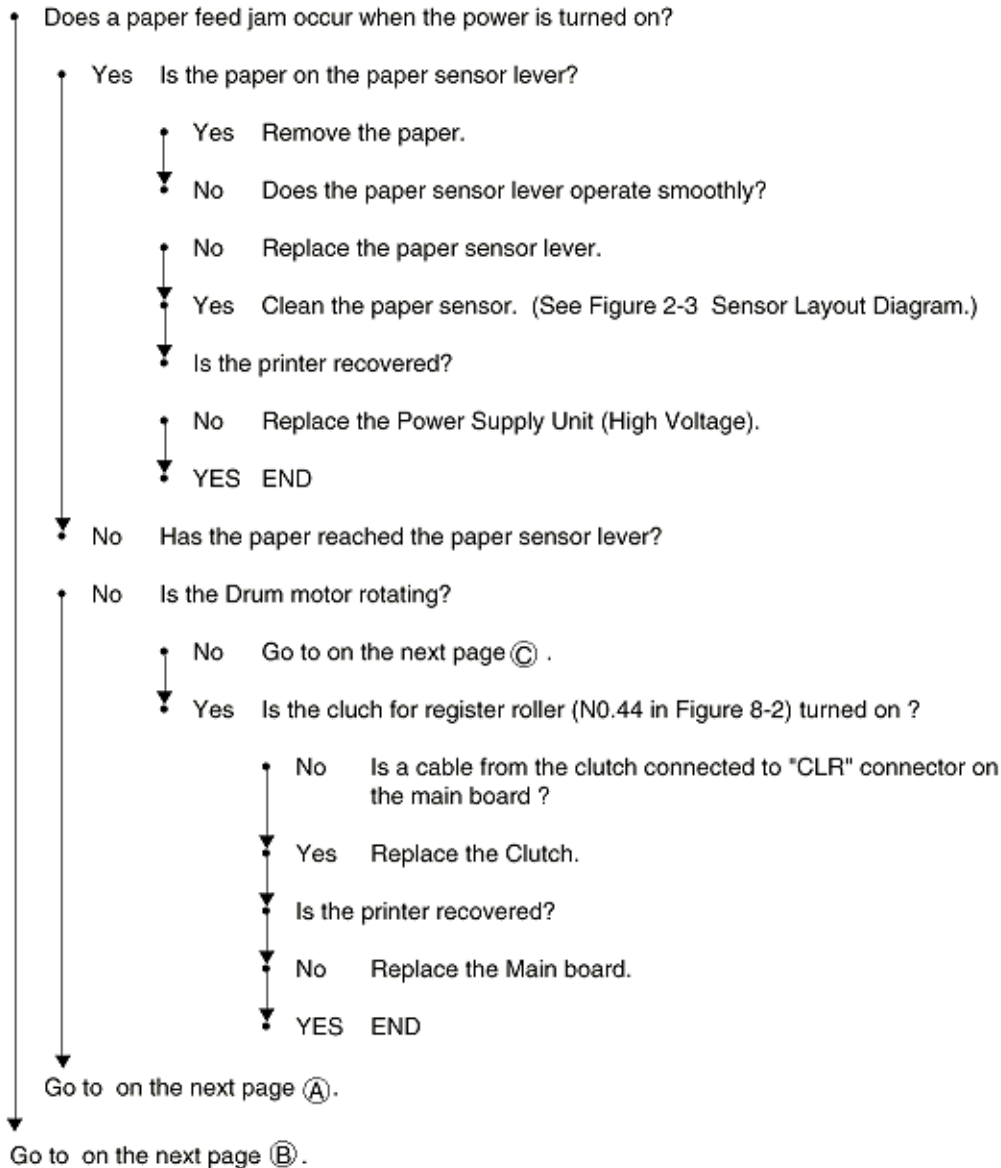 Does a paper feed jam occur when the power is turned on?
Yes Is the paper on the paper sensor lever?
Yes Remove the paper.
No Does the paper sensor lever operate smoothly?
No Replace the paper sensor lever.
Yes Clean the paper sensor. (See Figure 2-3 Sensor Layout Diagram.)
Is the printer recovered?
No Replace the Power Supply Unit (High Voltage).
YES END
No Has the paper reached the paper sensor lever?
No Is the Drum motor rotating?
No Go to on the next page Ⓒ .
Yes Is the cluch for register roller (N0.44 in Figure 8-2) turned on ?
No Is a cable from the clutch connected to "CLR" connector on
the main board ?
Yes Replace the Clutch.
Is the printer recovered?
No Replace the Main board.
YES END
Go to on the next page Ⓐ.
Go to on the next page Ⓑ.